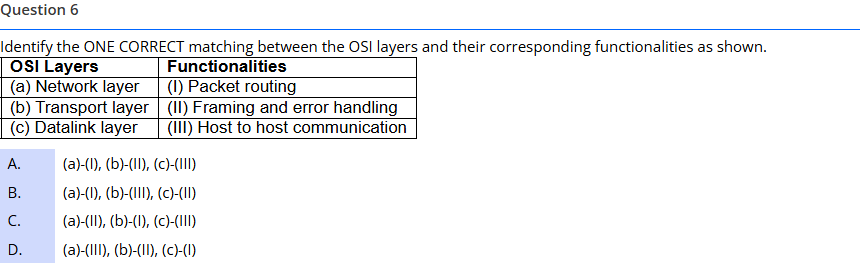 Question 6
Identify the ONE CORRECT matching between the OSI layers and their corresponding functionalities as shown.
OSI Layers Functionalities
(a) Network layer (I) Packet routing
(b) Transport layer (II) Framing and error handling
(c) Datalink layer (III) Host to host communication
A. (a)-(I), (b)-(II), (c)-(III)
B. (a)-(I), (b)-(III), (c)-(II)
C. (a)-(II), (b)-(I), (c)-(III)
D. (a)-(III), (b)-(II), (c)-(I)